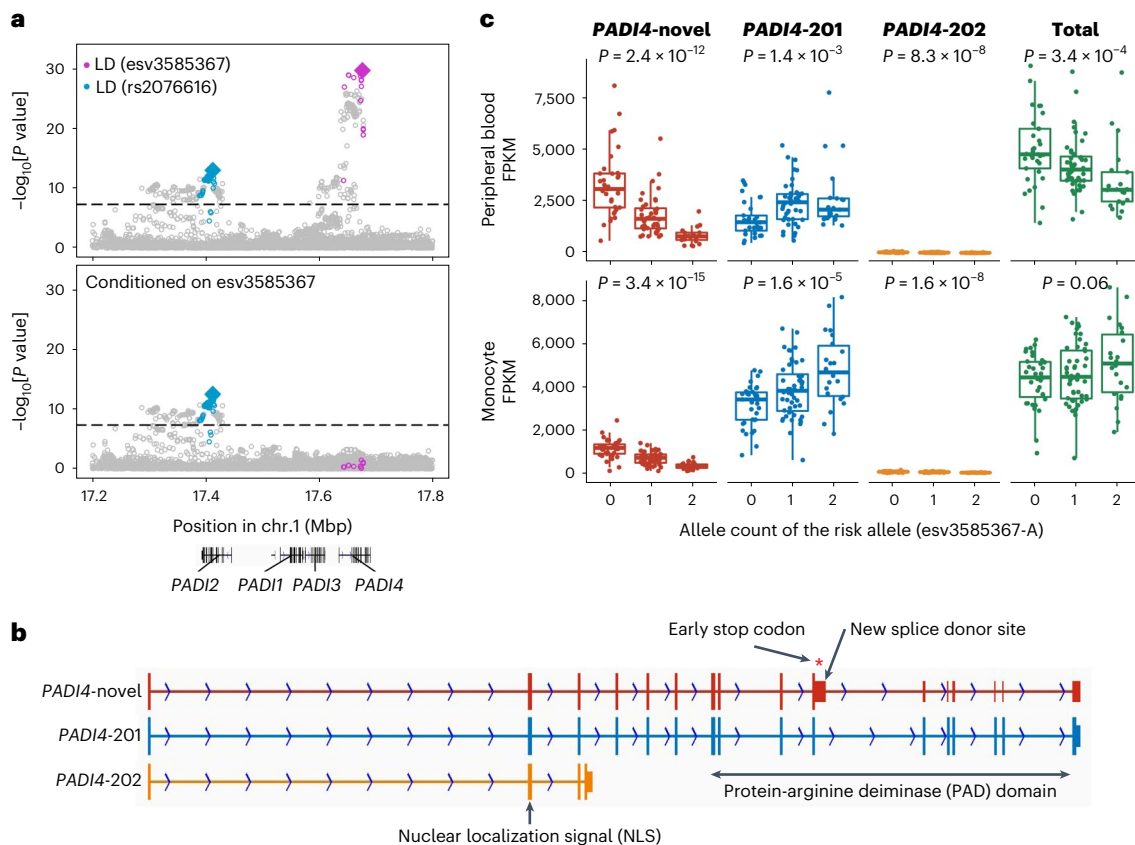 a
LD (esv3585367)
LD (rs2076616)
−log10[P value]
30
20
10
0
Conditioned on esv3585367
−log10[P value]
30
20
10
0
17.2 17.4 17.6 17.8
Position in chr.1 (Mbp)
PADI2 PADI1 PADI3 PADI4
c
PADI4-novel PADI4-201 PADI4-202 Total
P = 2.4 × 10−12 P = 1.4 × 10−3 P = 8.3 × 10−8 P = 3.4 × 10−4
Peripheral blood
FPKM
7,500
5,000
2,500
0
P = 3.4 × 10−15 P = 1.6 × 10−5 P = 1.6 × 10−8 P = 0.06
Monocyte
FPKM
8,000
6,000
4,000
2,000
0
0 1 2 0 1 2 0 1 2 0 1 2
Allele count of the risk allele (esv3585367-A)
b
Early stop codon
New splice donor site
*
PADI4-novel
PADI4-201
PADI4-202
Protein-arginine deiminase (PAD) domain
Nuclear localization signal (NLS)